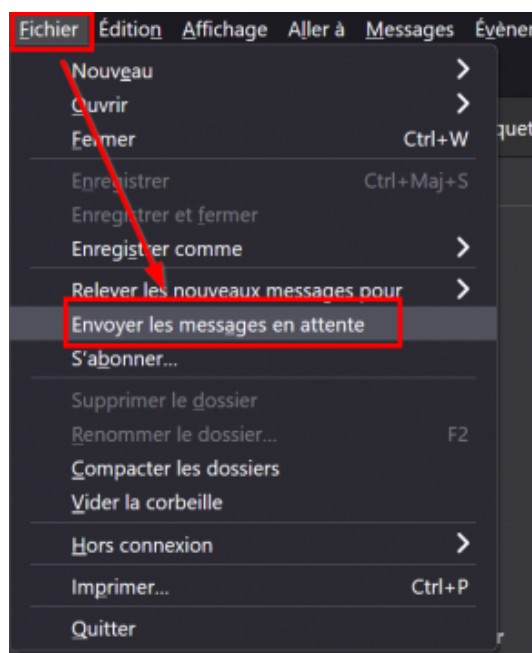 Fichier Édition Affichage Aller à Messages
Nouveau
Ouvrir
Fermer Ctrl+W
Enregistrer Ctrl+Maj+S
Enregistrer et fermer
Enregistrer comme
Relever les nouveaux messages pour
Envoyer les messages en attente
S'abonner...
Supprimer le dossier
Renommer le dossier... F2
Compacter les dossiers
Vider la corbeille
Hors connexion
Imprimer... Ctrl+P
Quitter